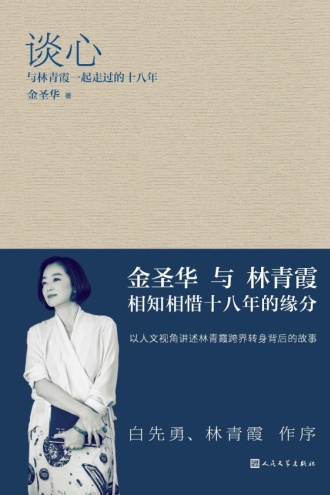 谈心
与林青霞一起走过的十八年
金圣华 著
金圣华 与 林青霞
相知相惜十八年的缘分
以人文视角讲述林青霞跨界转身背后的故事
白先勇、林青霞 作序
人民文学出版社